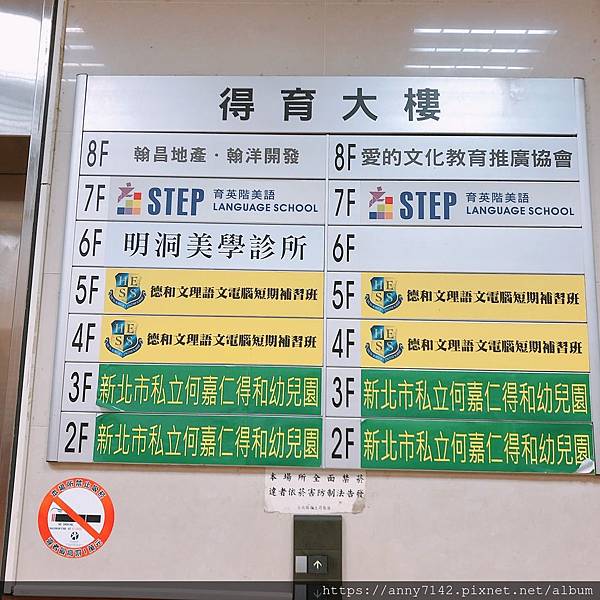 得育大樓
8F 翰昌地產·翰洋開發
8F 愛的文化教育推廣協會
7F STEP 育英階美語 LANGUAGE SCHOOL
7F STEP 育英階美語 LANGUAGE SCHOOL
6F 明洞美學診所
6F
5F HESS 德和文理語文電腦短期補習班
5F HESS 德和文理語文電腦短期補習班
4F HESS 德和文理語文電腦短期補習班
4F HESS 德和文理語文電腦短期補習班
3F 新北市私立何嘉仁得和幼兒園
3F 新北市私立何嘉仁得和幼兒園
2F 新北市私立何嘉仁得和幼兒園
2F 新北市私立何嘉仁得和幼兒園
本場所全面禁菸
違者依菸害防制法告發
https://anny7142.pixnet.net/album